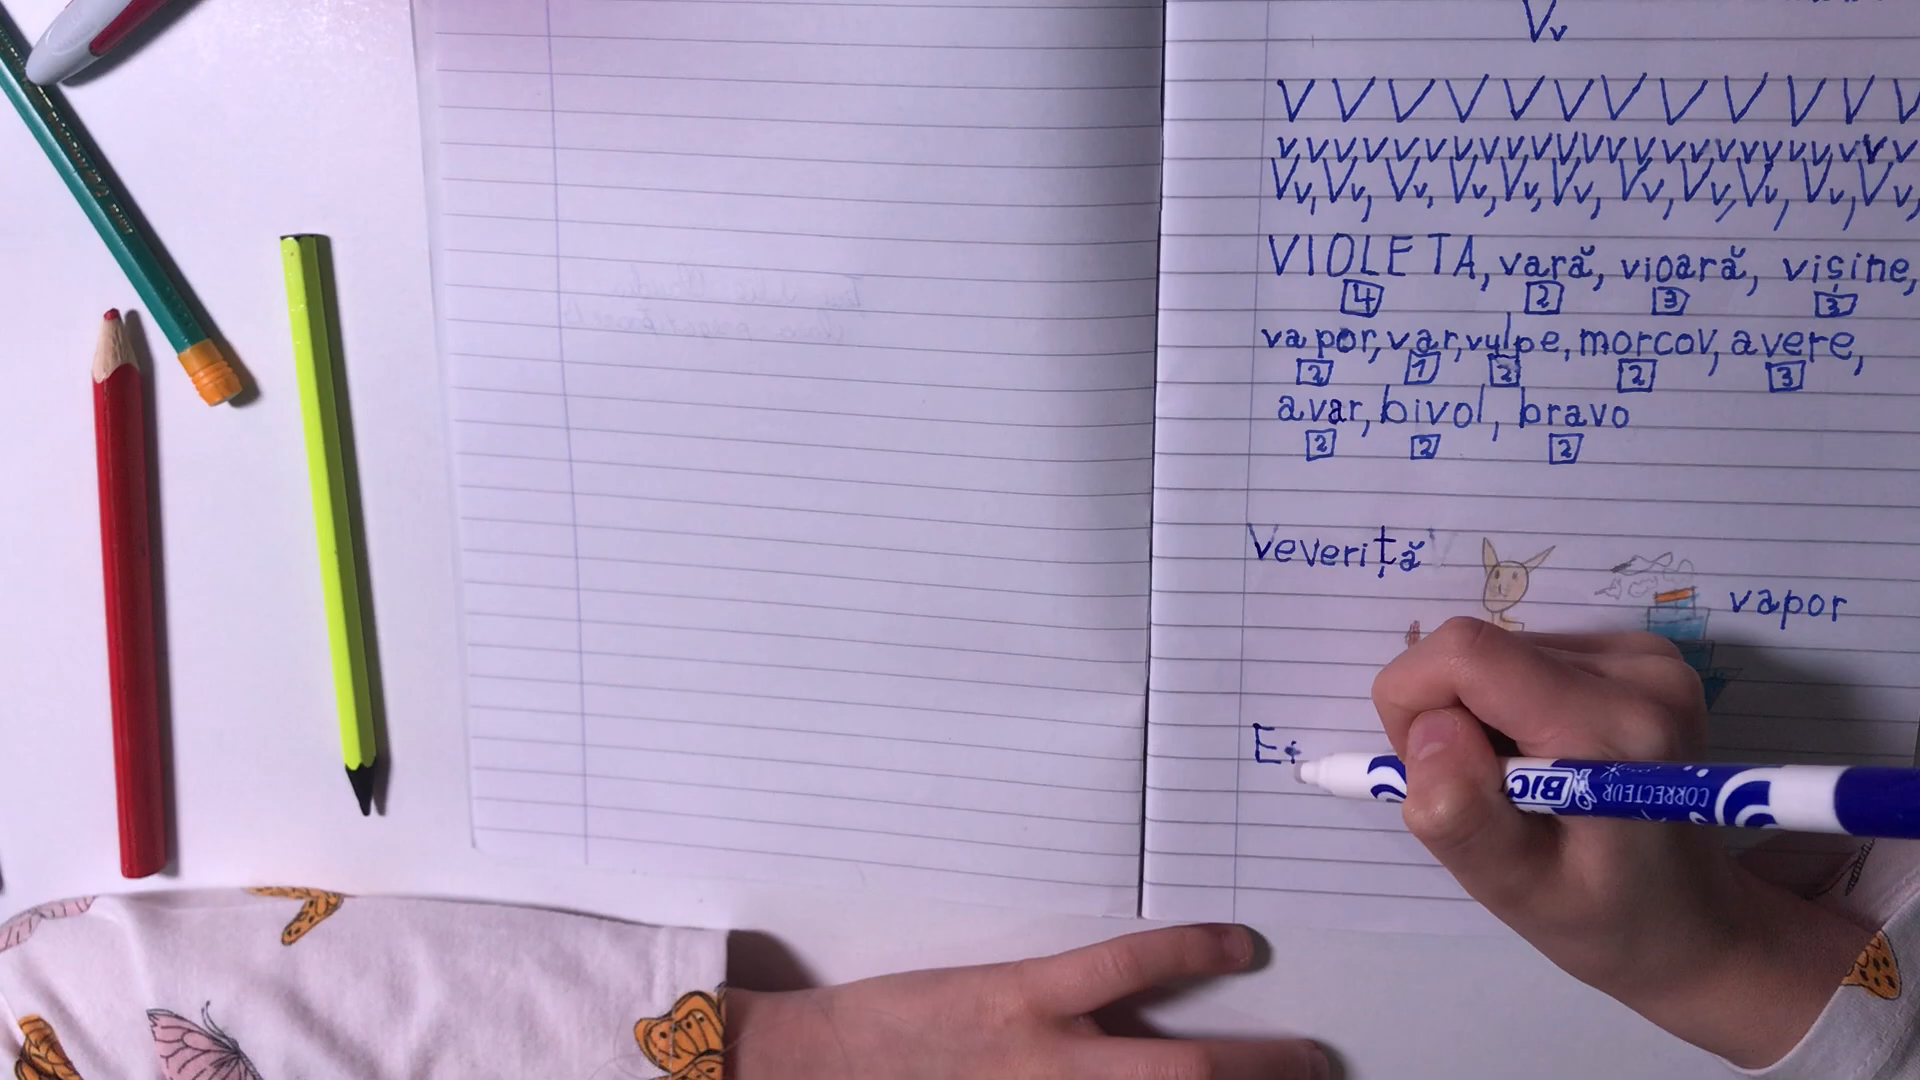 Vv
V V V V V V V V V V V V
v v v v v v v v v v v v v v v v v v v v v v v
Vv, Vv, Vv, Vv, Vv, Vv, Vv, Vv, Vv, Vv, Vv,
VIOLETA, vară, vioară, vișine,
4 2 3 3
vapor, var, vulpe, morcov, avere,
2 1 2 2 3
avar, bivol, bravo
2 2 2
Veveriță
vapor
E
BIC CORRECTEUR